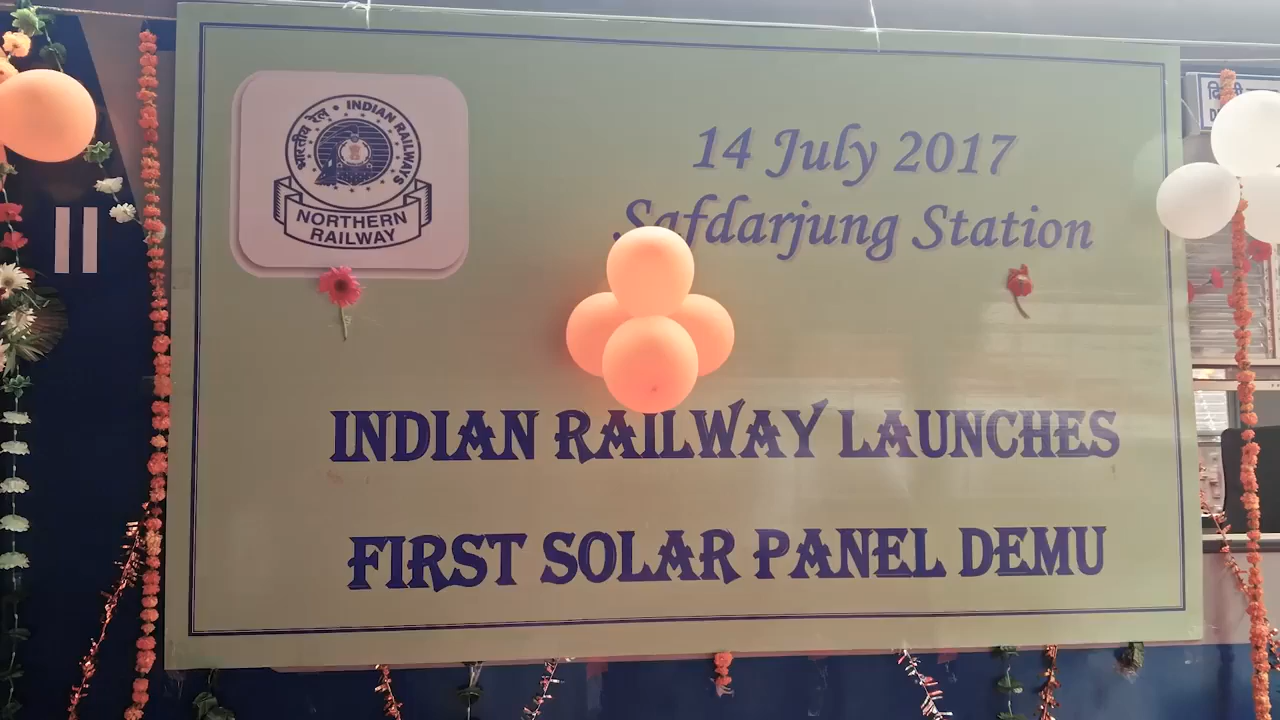 भारतीय रेल • INDIAN RAILWAYS
NORTHERN
RAILWAY
14 July 2017
Safdarjung Station
INDIAN RAILWAY LAUNCHES
FIRST SOLAR PANEL DEMU